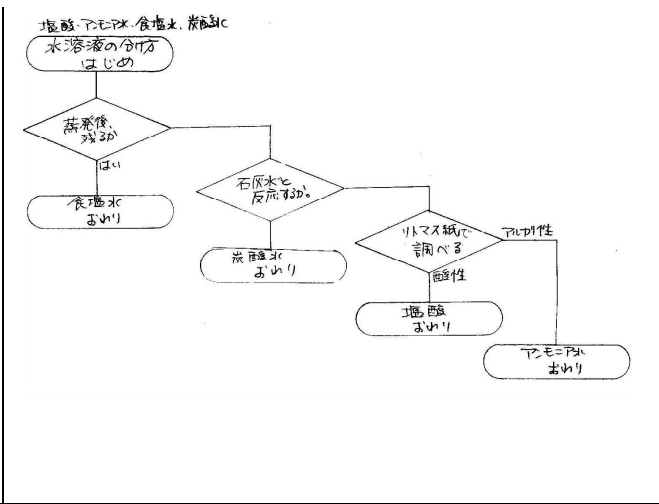 塩酸・アンモニア水・食塩水・炭酸水
水溶液の分け方
はじめ
蒸発後、
残るか
はい
食塩水
おわり
石灰水と
反応するか。
炭酸水
おわり
リトマス紙で
調べる
アルカリ性
酸性
塩酸
おわり
アンモニア水
おわり